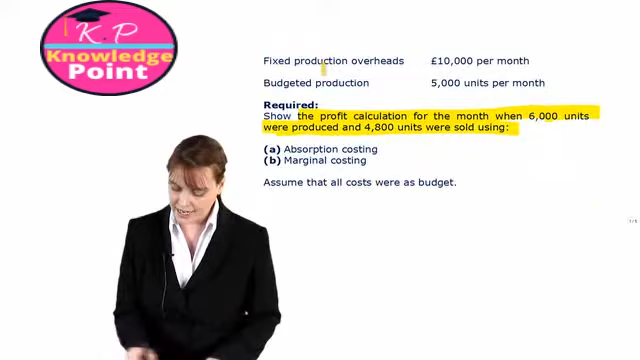 K.P
Knowledge
Point
Fixed production overheads £10,000 per month
Budgeted production 5,000 units per month
Required:
Show the profit calculation for the month when 6,000 units
were produced and 4,800 units were sold using:
(a) Absorption costing
(b) Marginal costing
Assume that all costs were as budget.